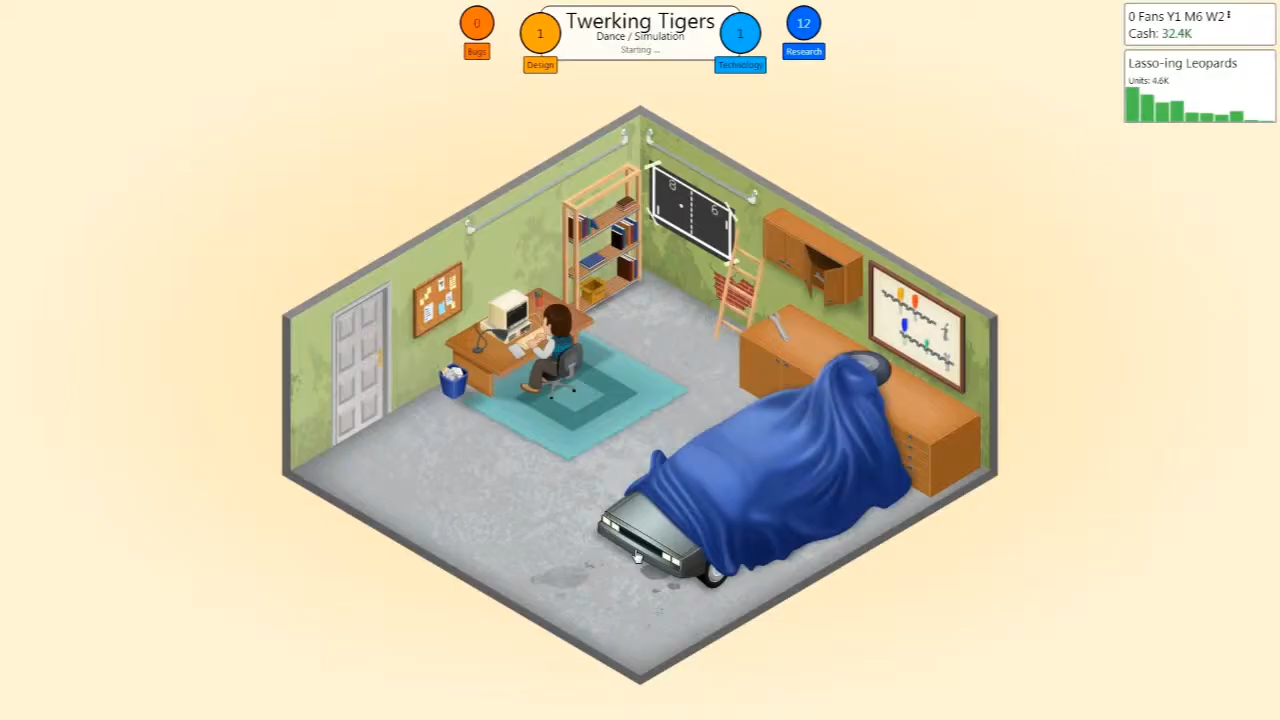 0
Bugs
1
Design
Twerking Tigers
Dance / Simulation
Starting ...
1
Technology
12
Research
0 Fans Y1 M6 W2
Cash: 32.4K
Lasso-ing Leopards
Units: 4.6K
6